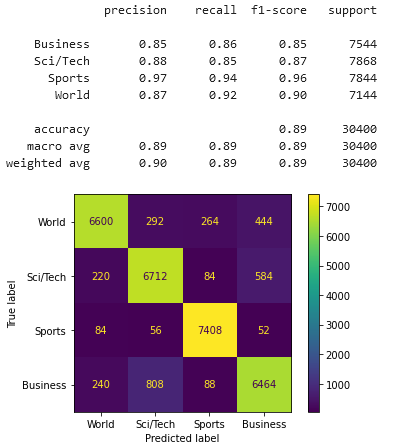 precision recall f1-score support
Business 0.85 0.86 0.85 7544
Sci/Tech 0.88 0.85 0.87 7868
Sports 0.97 0.94 0.96 7844
World 0.87 0.92 0.90 7144
accuracy 0.89 30400
macro avg 0.89 0.89 0.89 30400
weighted avg 0.90 0.89 0.89 30400
World 6600 292 264 444
Sci/Tech 220 6712 84 584
Sports 84 56 7408 52
Business 240 808 88 6464
World Sci/Tech Sports Business
Predicted label
True label
7000
6000
5000
4000
3000
2000
1000